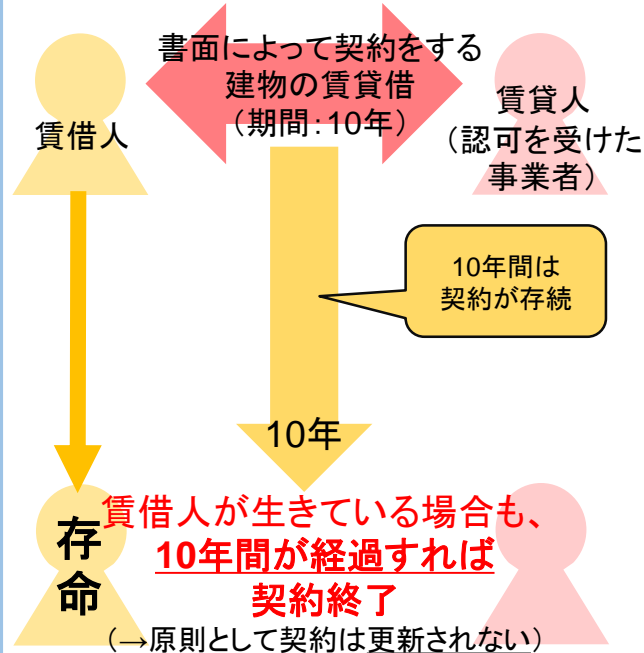 書面によって契約をする
建物の賃貸借
（期間：10年）
賃借人
賃貸人
（認可を受けた
事業者）
10年間は
契約が存続
10年
存命
賃借人が生きている場合も、
10年間が経過すれば
契約終了
（→原則として契約は更新されない）